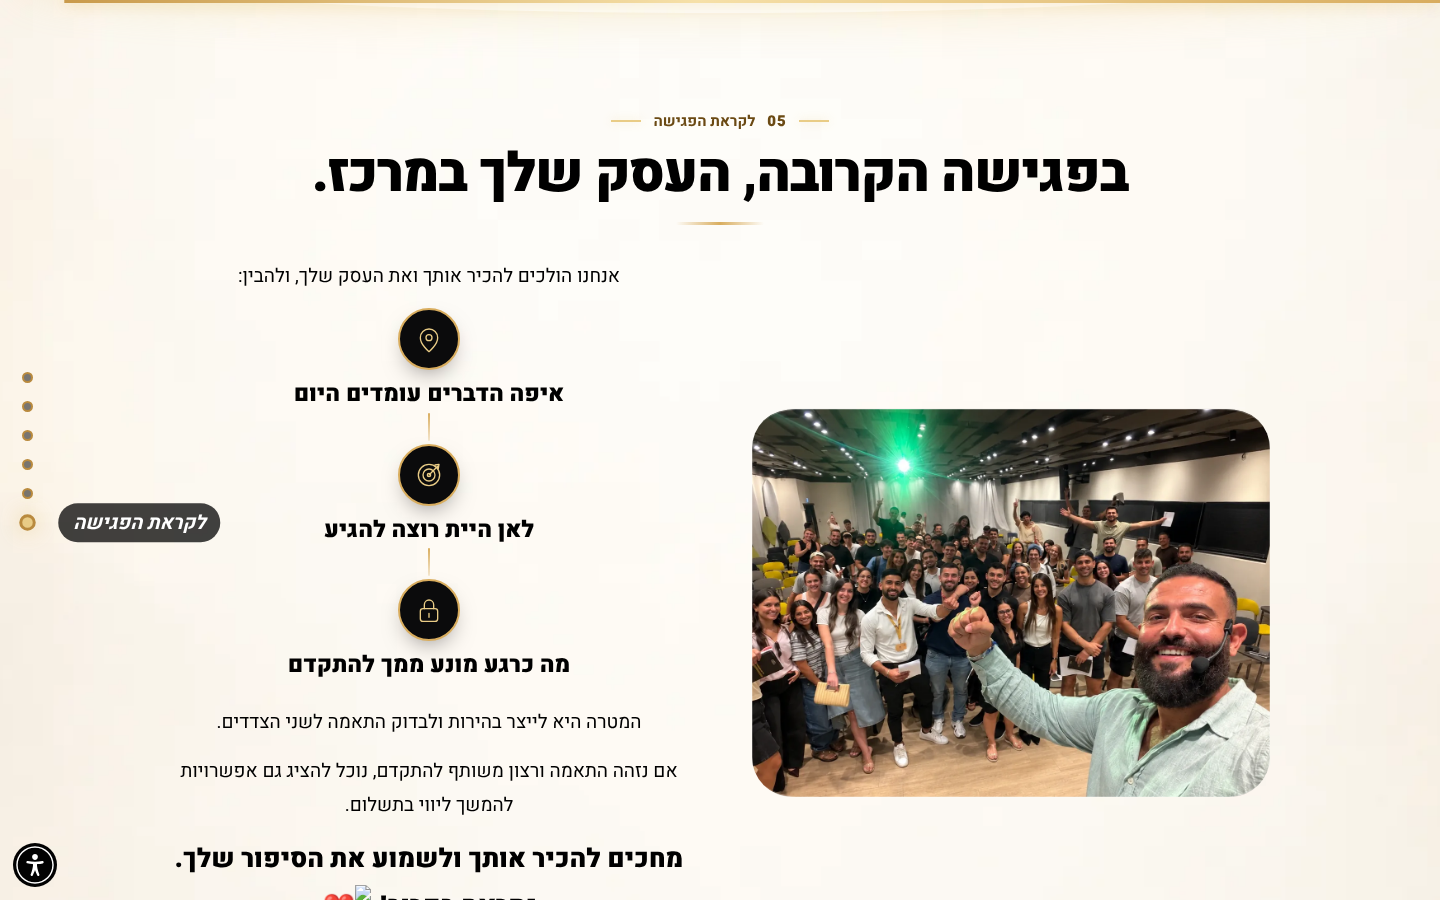 05 לקראת הפגישה
בפגישה הקרובה, העסק שלך במרכז.
אנחנו הולכים להכיר אותך ואת העסק שלך, ולהבין:
איפה הדברים עומדים היום
לאן היית רוצה להגיע
מה כרגע מונע ממך להתקדם
המטרה היא לייצר בהירות ולבדוק התאמה לשני הצדדים.
אם נזהה התאמה ורצון משותף להתקדם, נוכל להציג גם אפשרויות
להמשך ליווי בתשלום.
מחכים להכיר אותך ולשמוע את הסיפור שלך.
לקראת הפגישה